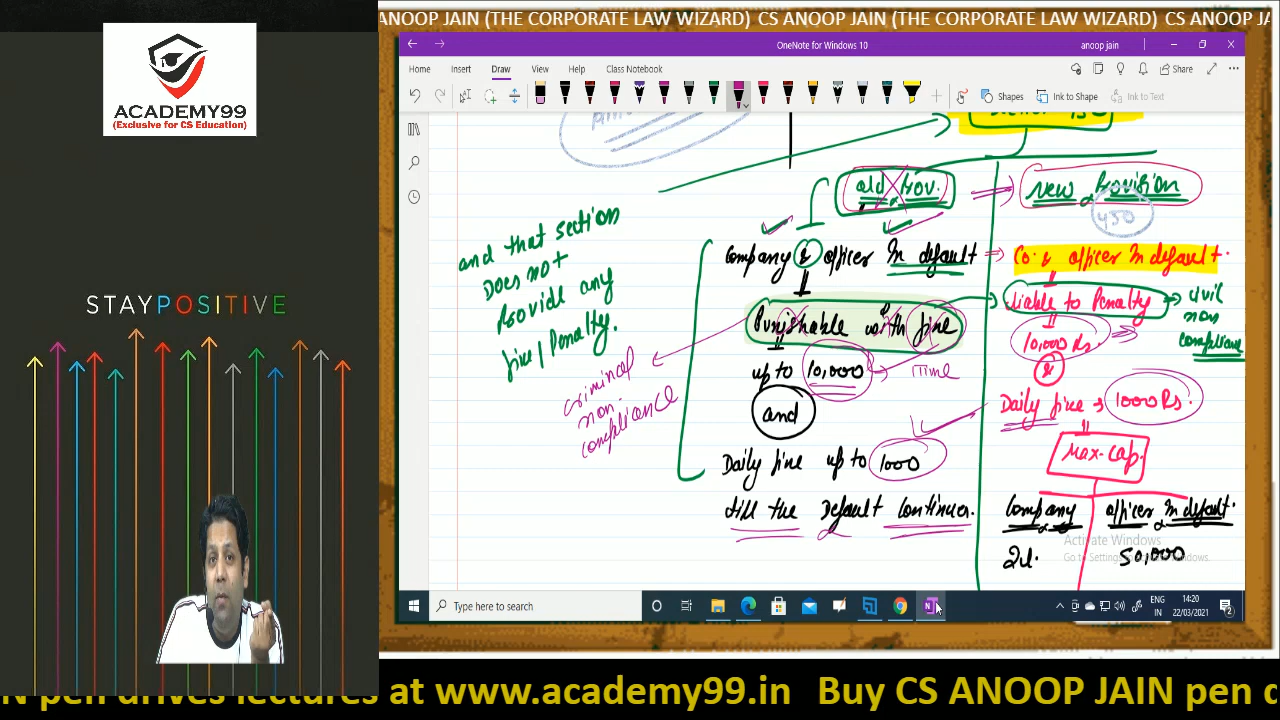 ANOOP JAIN (THE CORPORATE LAW WIZARD) CS ANOOP JAIN (THE CORPORATE LAW WIZARD) CS ANOOP JA
ACADEMY99
(Exclusive for CS Education)
STAYPOSITIVE
OneNote for Windows 10
anoop jain
Home Insert Draw View Help Class Notebook
Share
Shapes Ink to Shape Ink to Text
old Prov.
New Provision
450
and that section
Does not
Provide any
fine/Penalty.
Company & officer In default
Co. & officer In default.
Punishable with fine
Liable to Penalty
civil
non
compliance
up to 10,000
Time
10,000 Rs
&
criminal
non-
compliance
and
Daily fine 1000 Rs.
Daily fine up to 1000
Max. cap.
till the Default continues.
Company officer In default.
2L. 50,000
Activate Windows
Go to Settings
Type here to search
ENG
IN
14:20
22/03/2021
2
N pen drives lectures at www.academy99.in Buy CS ANOOP JAIN pen d